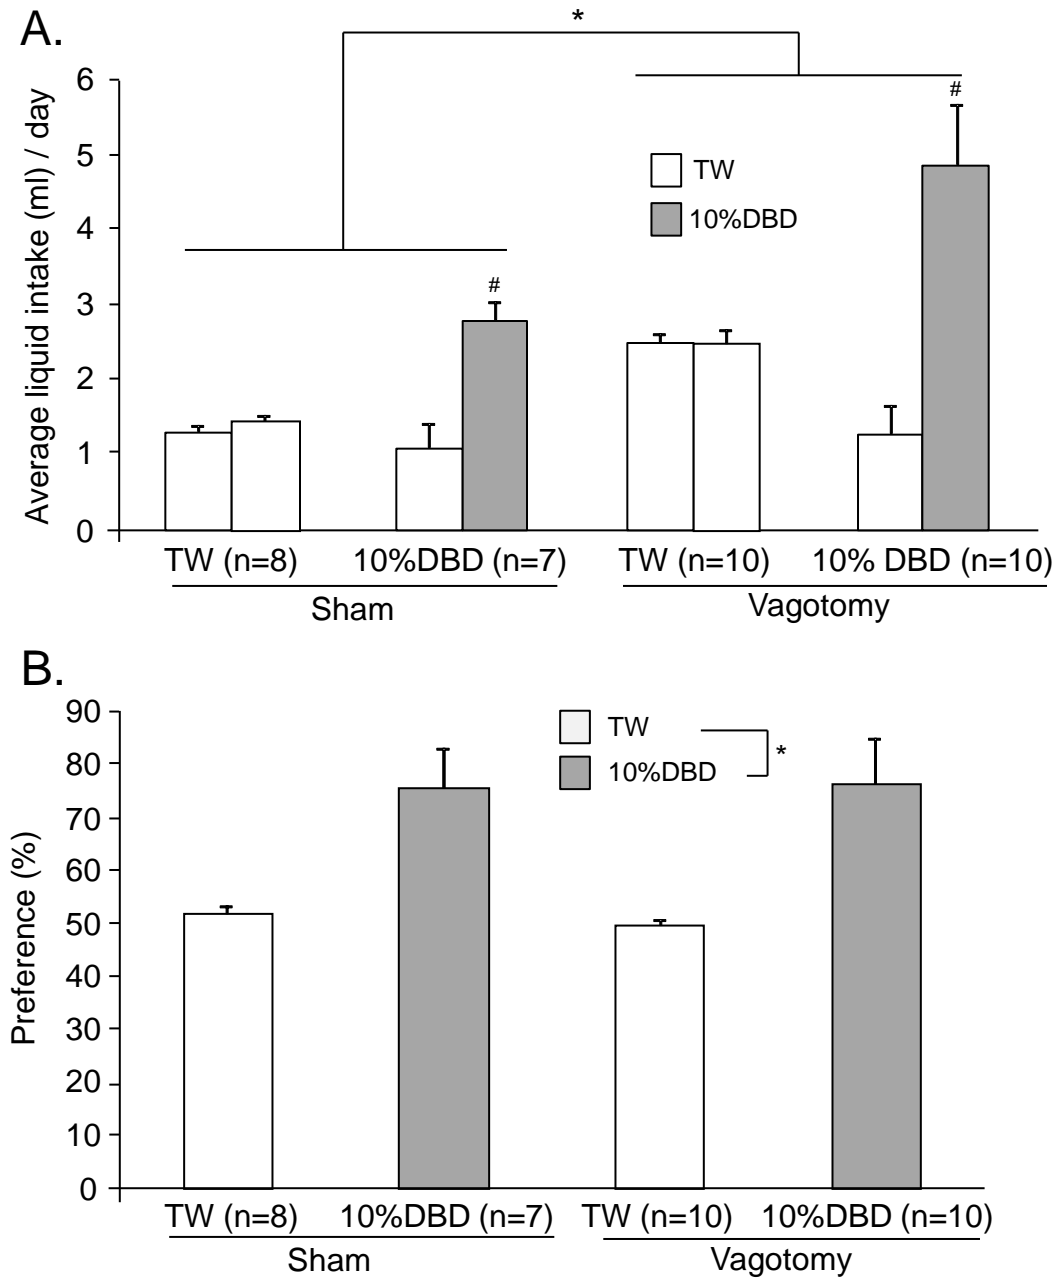 A.
*
Average liquid intake (ml) / day
6
5
4
3
2
1
0
#
#
TW
10%DBD
TW (n=8)
10%DBD (n=7)
TW (n=10)
10% DBD (n=10)
Sham
Vagotomy
B.
Preference (%)
90
80
70
60
50
40
30
20
10
0
TW
10%DBD
*
TW (n=8)
10%DBD (n=7)
TW (n=10)
10%DBD (n=10)
Sham
Vagotomy